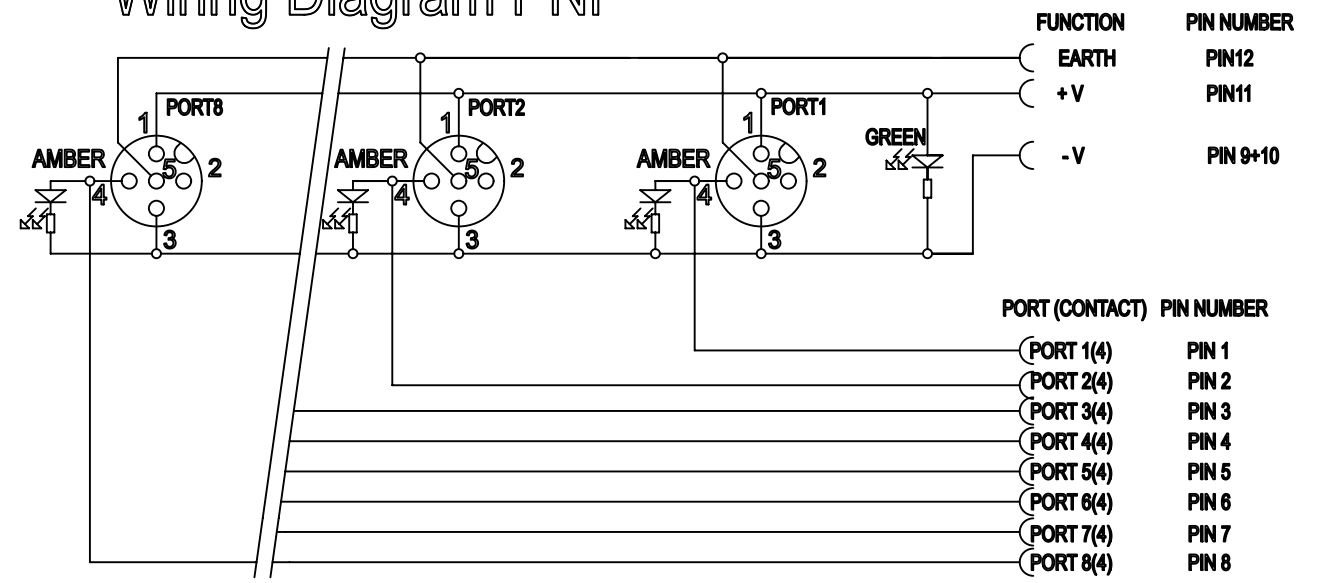 Wiring Diagram PNP
FUNCTION PIN NUMBER
EARTH PIN12
+ V PIN11
- V PIN 9+10
PORT8 PORT2 PORT1
1 1 1
GREEN
AMBER 5 2 AMBER 5 2 AMBER 5 2
4 4 4
3 3 3
PORT (CONTACT) PIN NUMBER
PORT 1(4) PIN 1
PORT 2(4) PIN 2
PORT 3(4) PIN 3
PORT 4(4) PIN 4
PORT 5(4) PIN 5
PORT 6(4) PIN 6
PORT 7(4) PIN 7
PORT 8(4) PIN 8